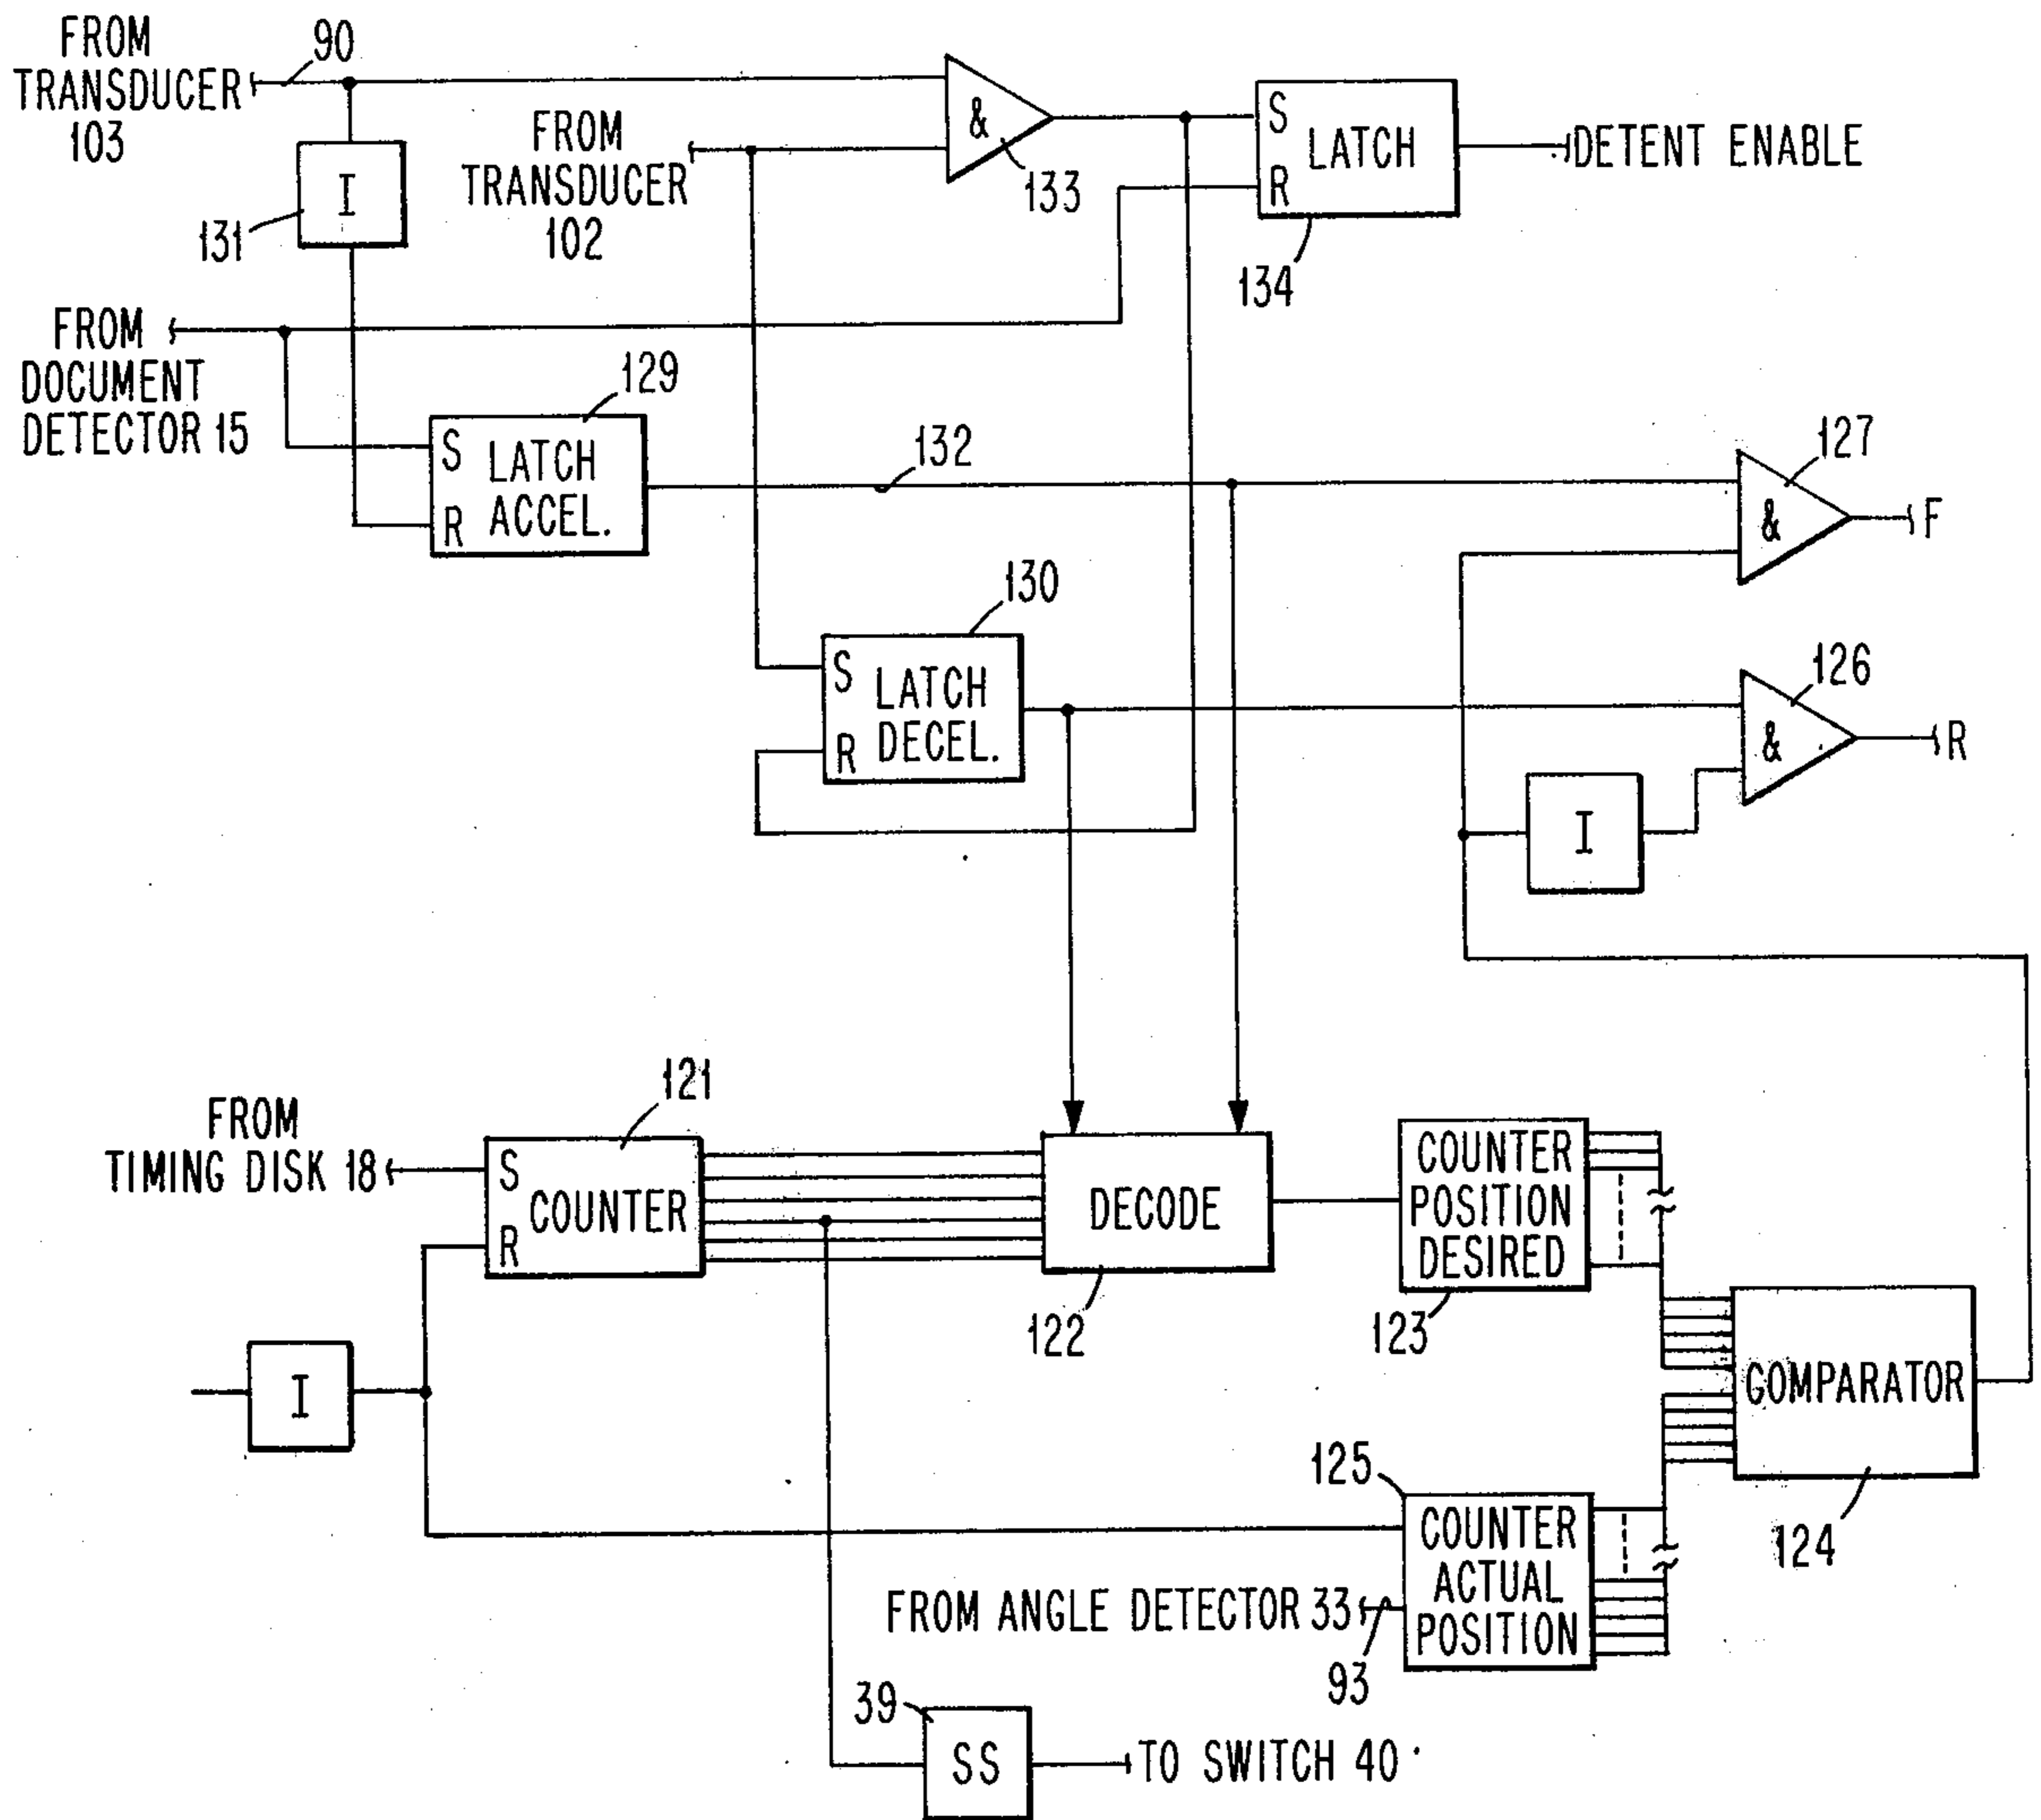 FROM
TRANSDUCER
103
90
I
131
FROM
TRANSDUCER
102
&
133
S
R
LATCH
134
DETENT ENABLE
FROM
DOCUMENT
DETECTOR 15
129
S
R
LATCH
ACCEL.
132
127
&
F
130
S
R
LATCH
DECEL.
126
&
R
I
FROM
TIMING DISK 18
121
S
R
COUNTER
DECODE
122
COUNTER
POSITION
DESIRED
123
I
COMPARATOR
124
125
COUNTER
ACTUAL
POSITION
FROM ANGLE DETECTOR 33
93
39
SS
TO SWITCH 40